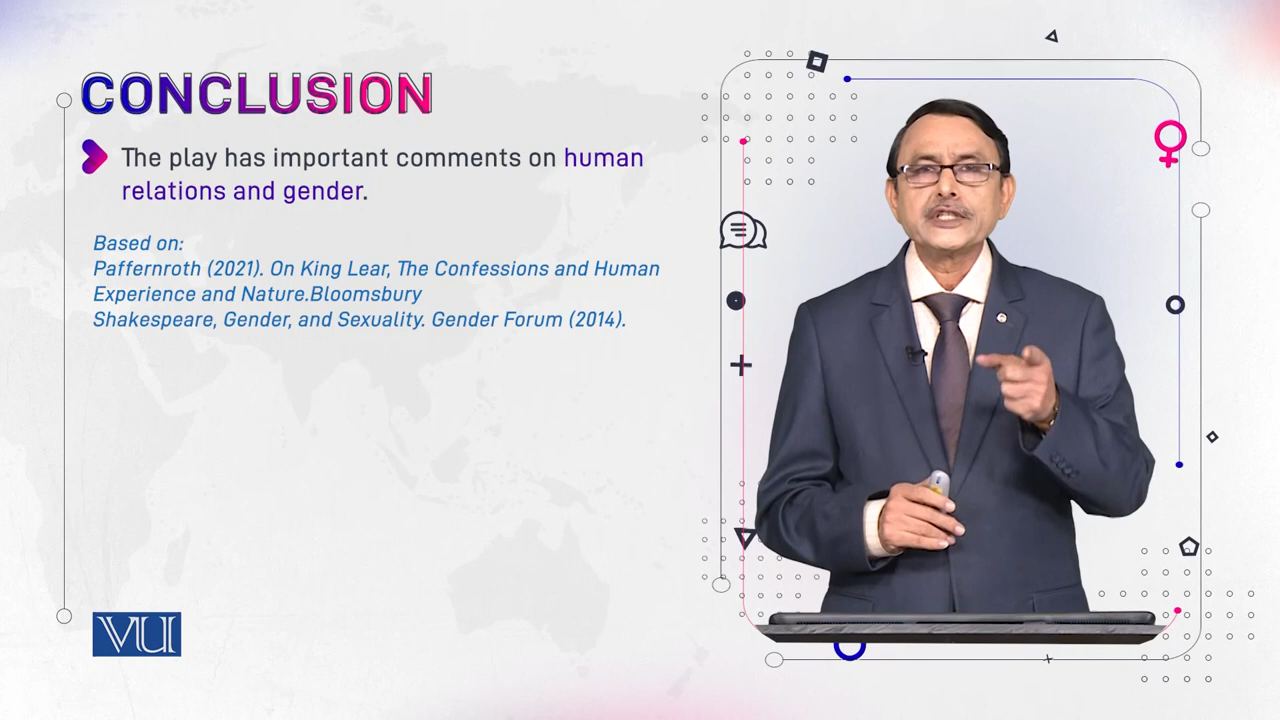 CONCLUSION
The play has important comments on human
relations and gender.
Based on:
Paffernroth (2021). On King Lear, The Confessions and Human
Experience and Nature.Bloomsbury
Shakespeare, Gender, and Sexuality. Gender Forum (2014).
VU